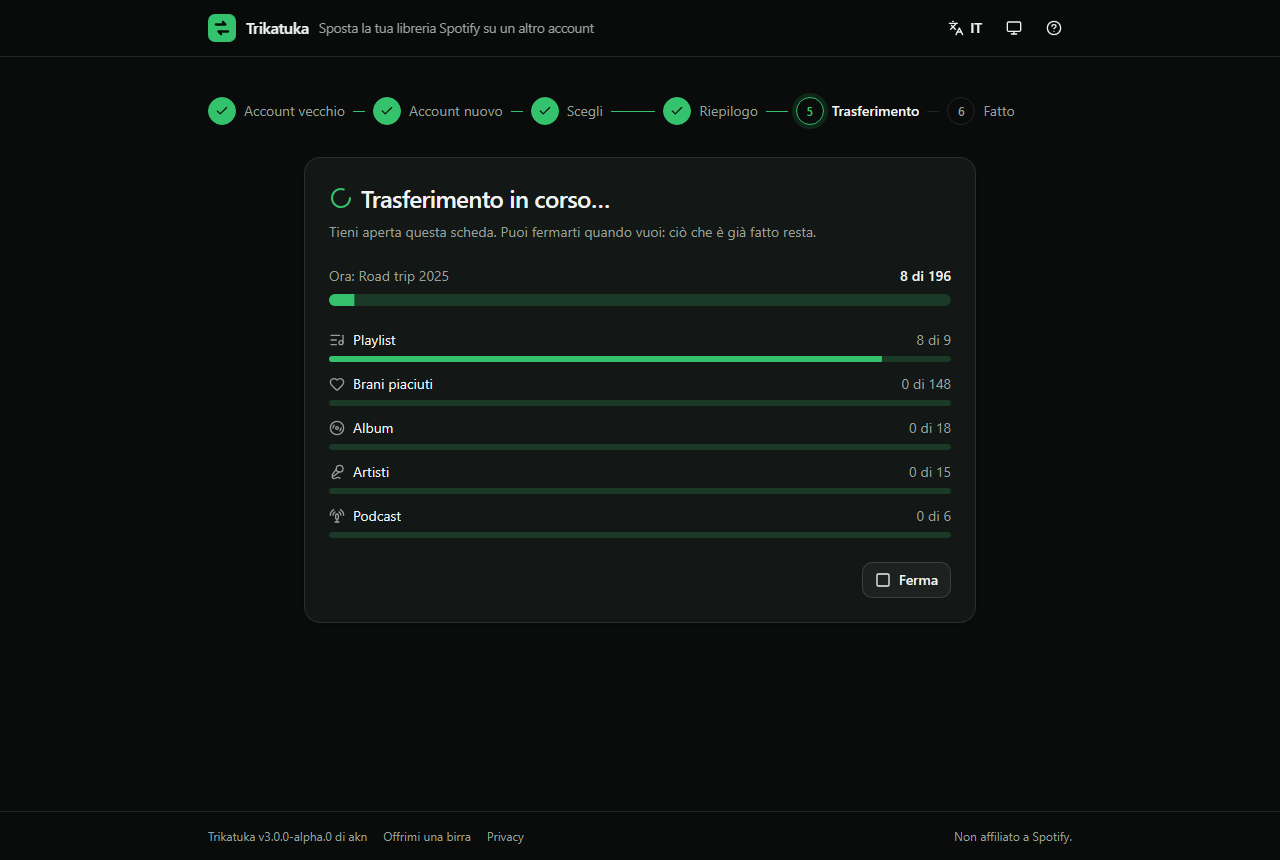 Trikatuka Sposta la tua libreria Spotify su un altro account IT
Account vecchio Account nuovo Scegli Riepilogo 5 Trasferimento 6 Fatto
Trasferimento in corso...
Tieni aperta questa scheda. Puoi fermarti quando vuoi: ciò che è già fatto resta.
Ora: Road trip 2025 8 di 196
Playlist 8 di 9
Brani piaciuti 0 di 148
Album 0 di 18
Artisti 0 di 15
Podcast 0 di 6
Ferma
Trikatuka v3.0.0-alpha.0 di akn Offrimi una birra Privacy Non affiliato a Spotify.